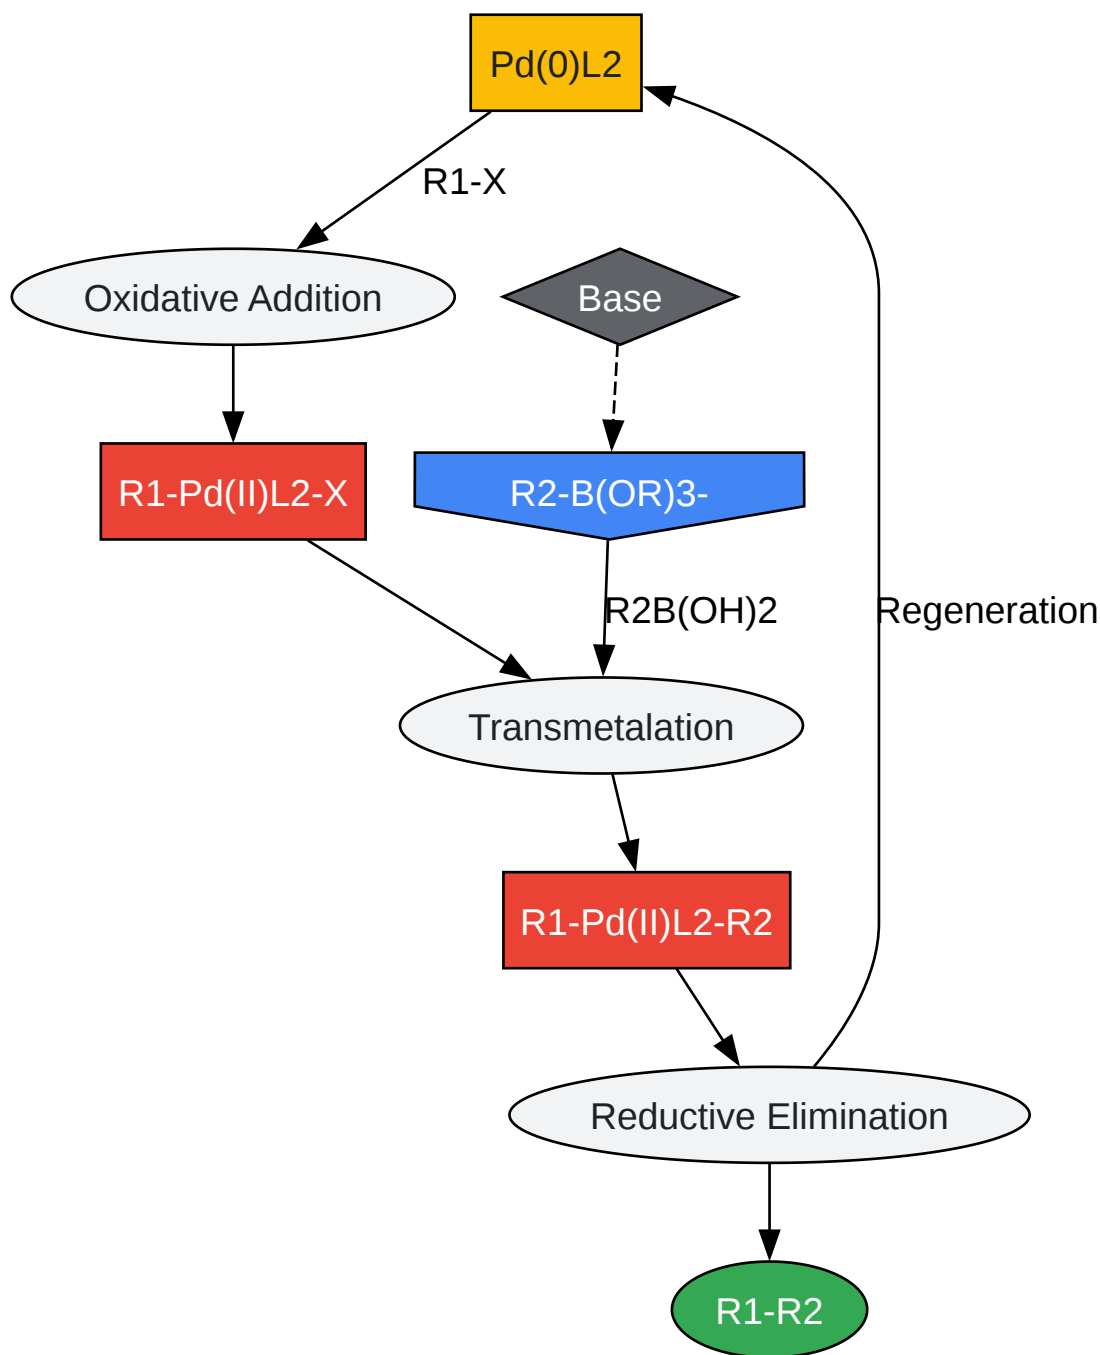 Pd(0)L2
R1-X
Oxidative Addition
Base
R1-Pd(II)L2-X
R2-B(OR)3-
R2B(OH)2
Regeneration
Transmetalation
R1-Pd(II)L2-R2
Reductive Elimination
R1-R2